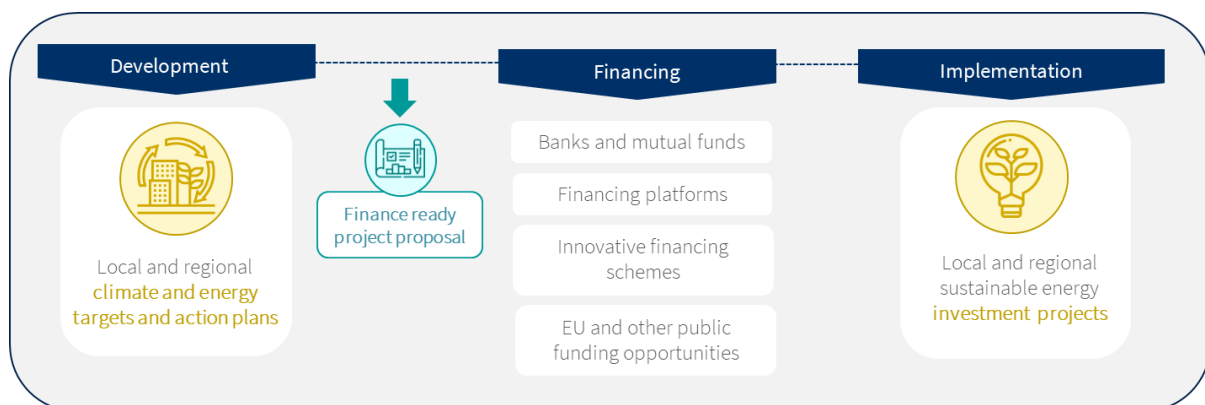 Development
Financing
Implementation
Local and regional
climate and energy
targets and action plans
Finance ready
project proposal
Banks and mutual funds
Financing platforms
Innovative financing
schemes
EU and other public
funding opportunities
Local and regional
sustainable energy
investment projects